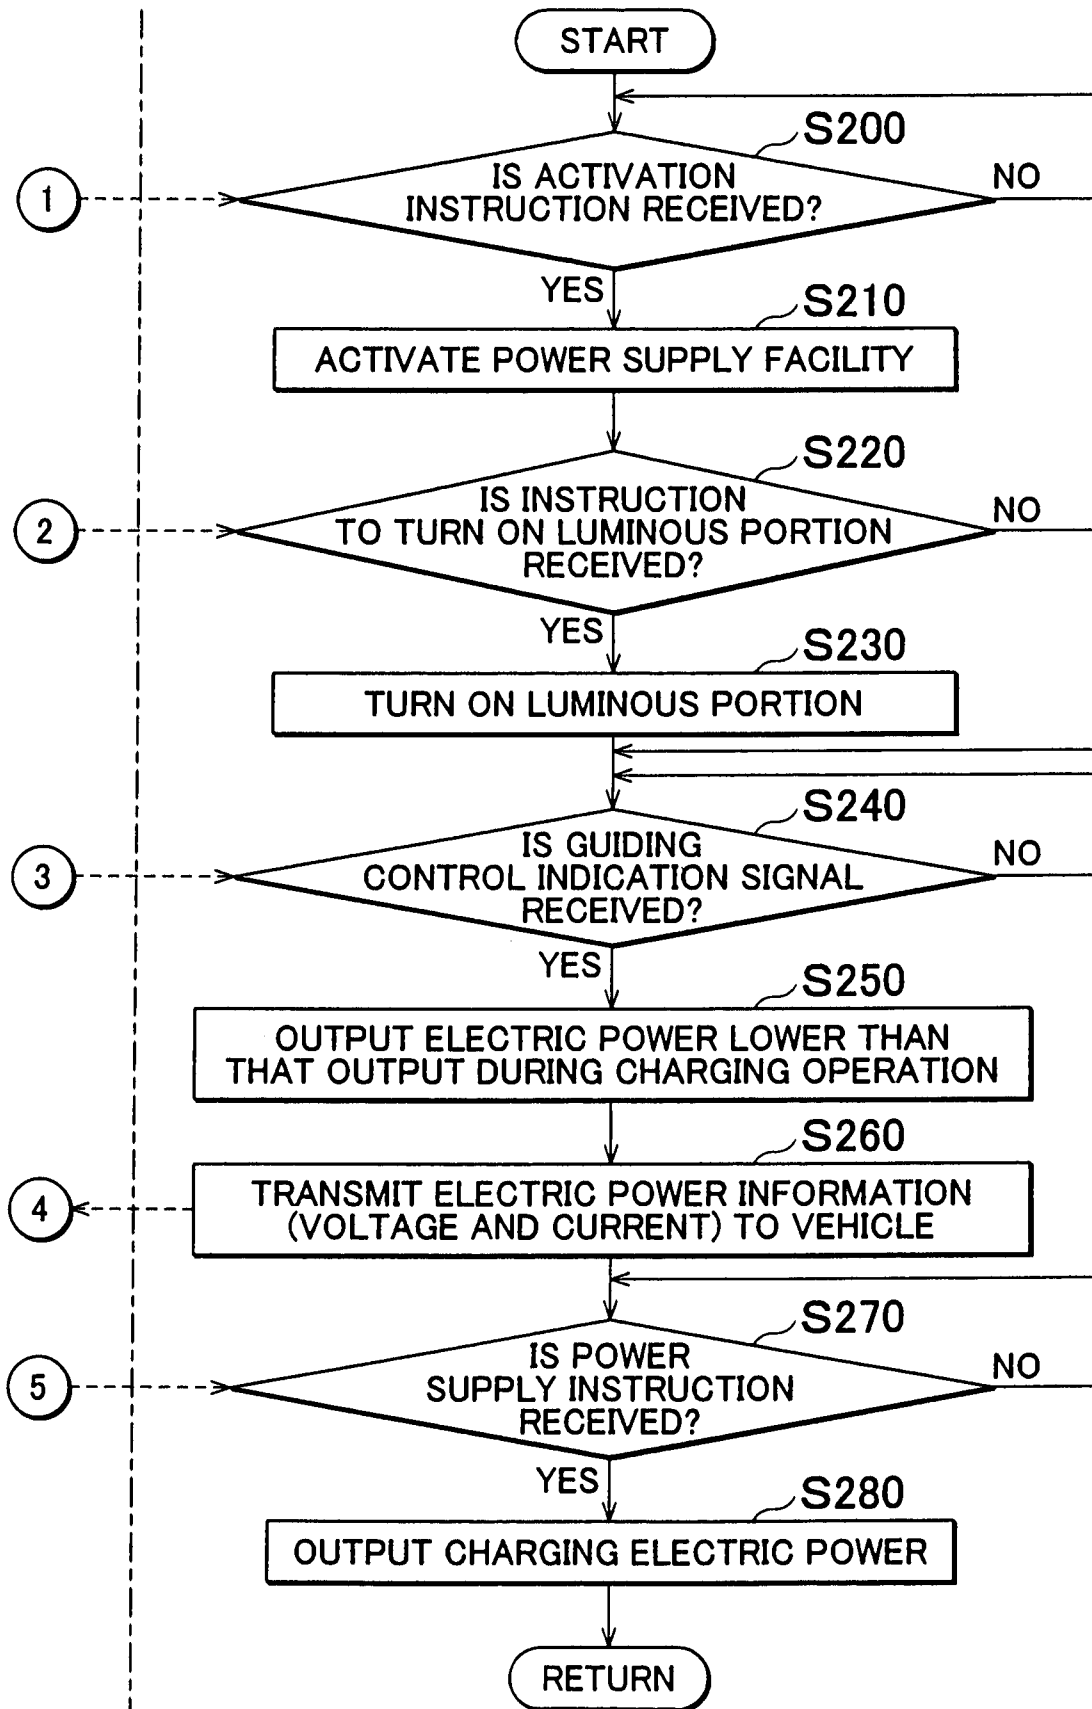 START
S200
1
IS ACTIVATION
INSTRUCTION RECEIVED?
NO
YES
S210
ACTIVATE POWER SUPPLY FACILITY
S220
2
IS INSTRUCTION
TO TURN ON LUMINOUS PORTION
RECEIVED?
NO
YES
S230
TURN ON LUMINOUS PORTION
S240
3
IS GUIDING
CONTROL INDICATION SIGNAL
RECEIVED?
NO
YES
S250
OUTPUT ELECTRIC POWER LOWER THAN
THAT OUTPUT DURING CHARGING OPERATION
S260
4
TRANSMIT ELECTRIC POWER INFORMATION
(VOLTAGE AND CURRENT) TO VEHICLE
S270
5
IS POWER
SUPPLY INSTRUCTION
RECEIVED?
NO
YES
S280
OUTPUT CHARGING ELECTRIC POWER
RETURN